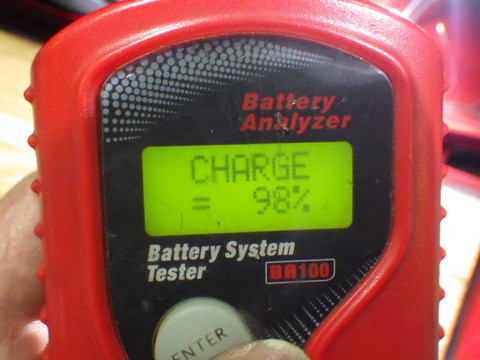 Battery
Analyzer
CHARGE
= 98%
Battery System
Tester
BA100
ENTER